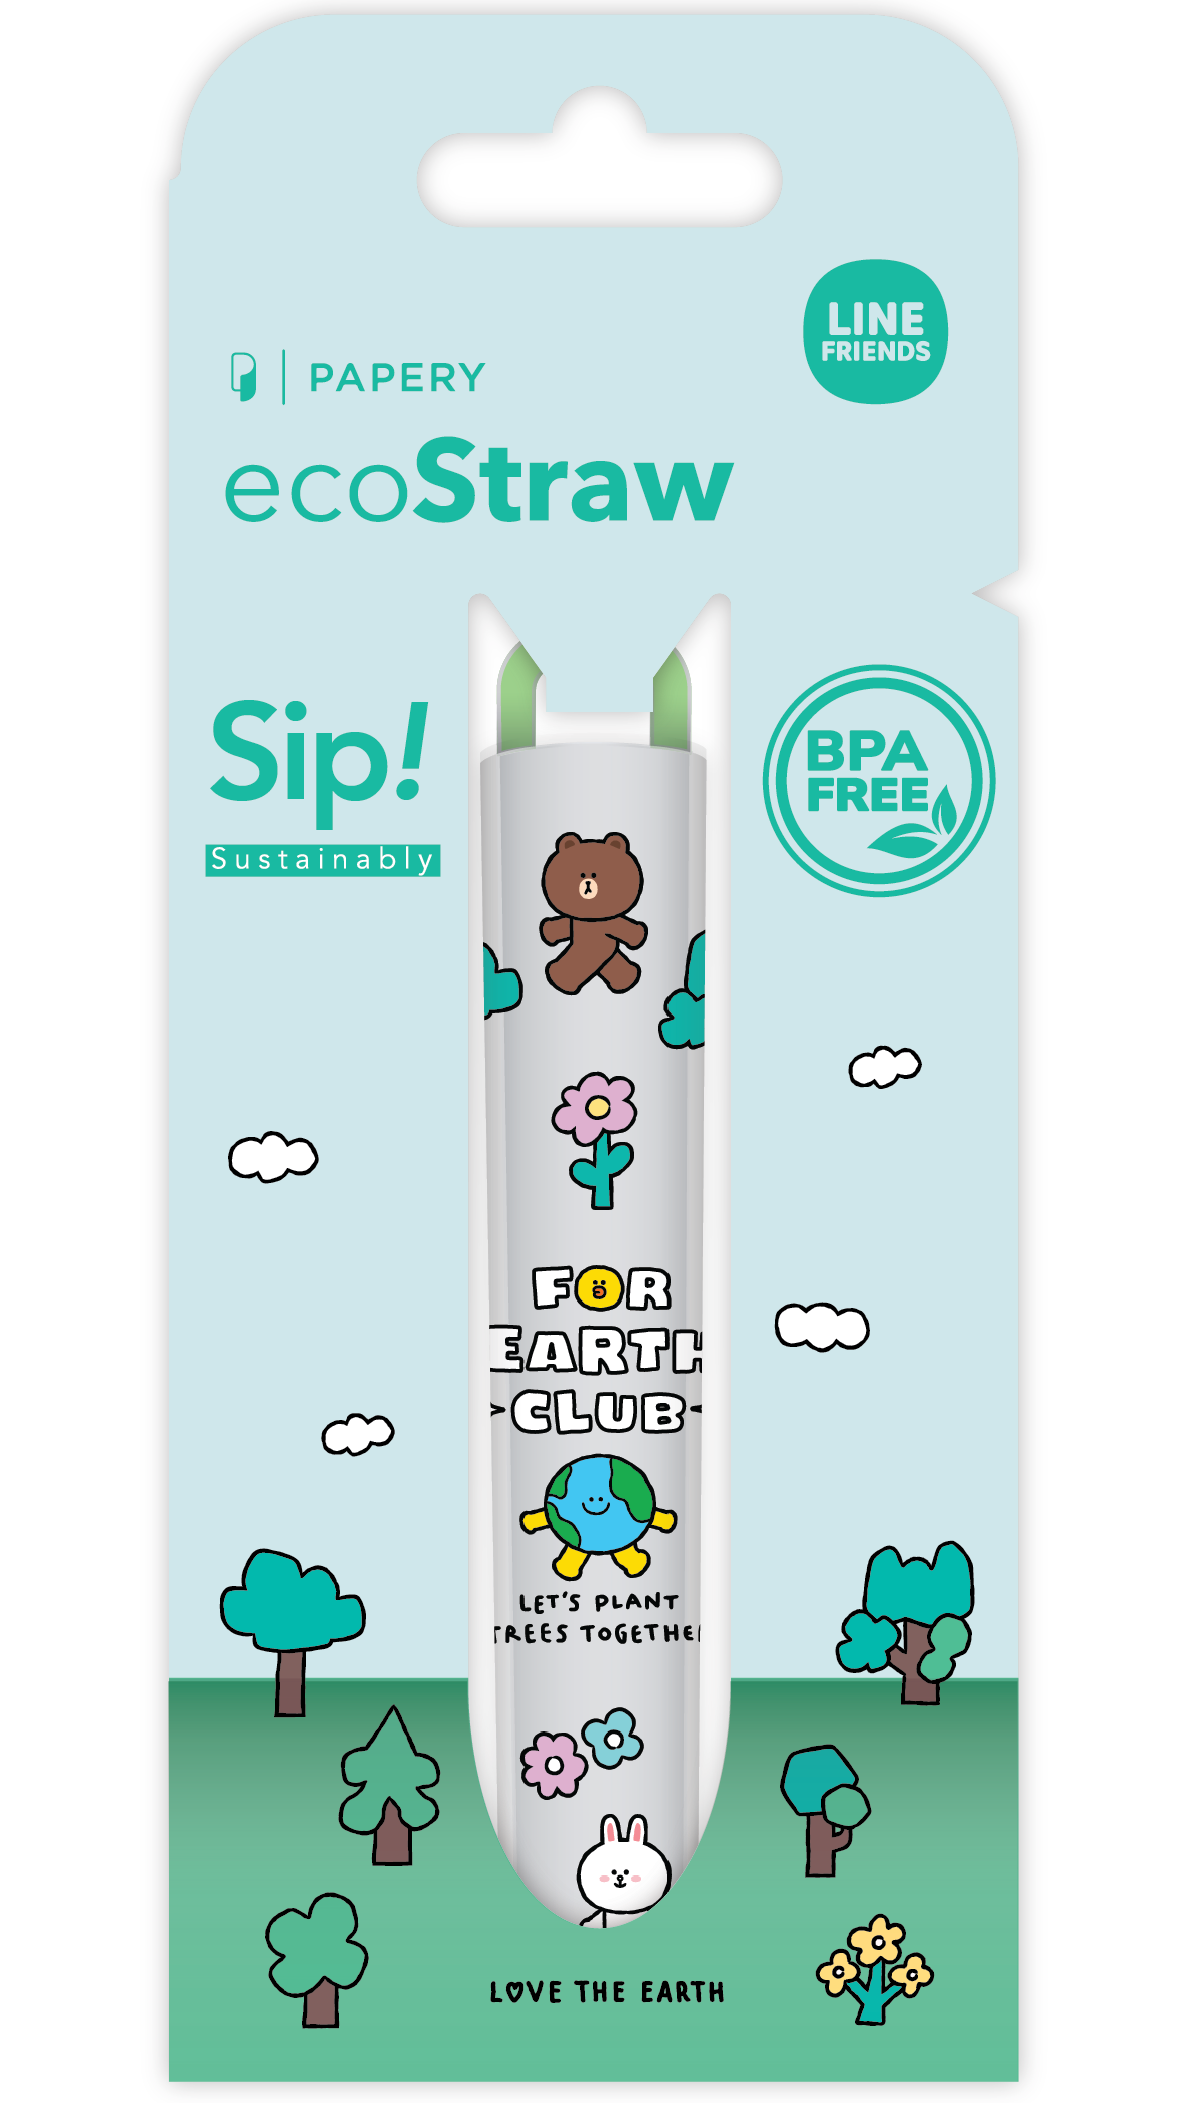 LINE
FRIENDS
PAPERY
ecoStraw
Sip!
Sustainably
BPA
FREE
FOR
EARTH
CLUB
LET'S PLANT
TREES TOGETHER
LOVE THE EARTH